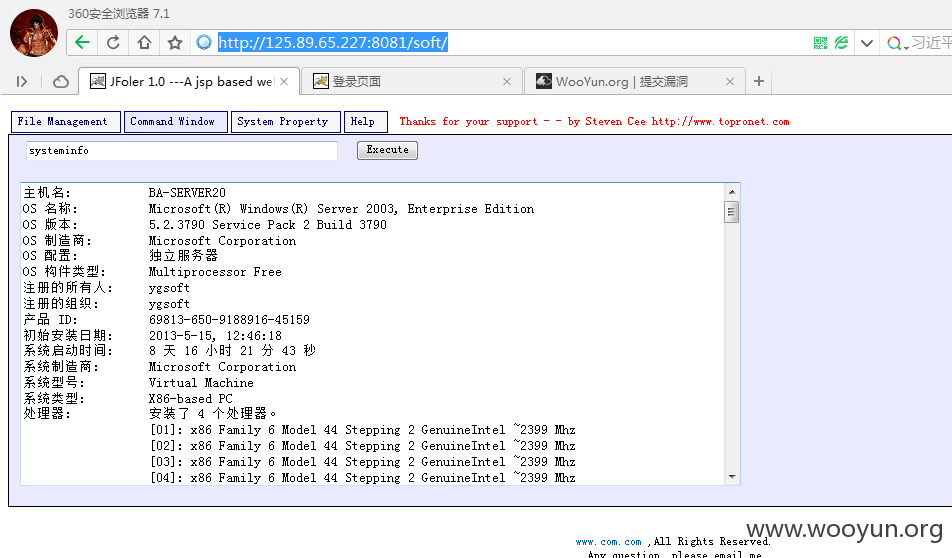 360安全浏览器 7.1
http://125.89.65.227:8081/soft/
习近平
JFoler 1.0 ---A jsp based we
登录页面
WooYun.org | 提交漏洞
File Management
Command Window
System Property
Help
Thanks for your support - - by Steven Cee http://www.topronet.com
systeminfo
Execute
主机名: BA-SERVER20
OS 名称: Microsoft(R) Windows(R) Server 2003, Enterprise Edition
OS 版本: 5.2.3790 Service Pack 2 Build 3790
OS 制造商: Microsoft Corporation
OS 配置: 独立服务器
OS 构件类型: Multiprocessor Free
注册的所有人: ygsoft
注册的组织: ygsoft
产品 ID: 69813-650-9188916-45159
初始安装日期: 2013-5-15, 12:46:18
系统启动时间: 8 天 16 小时 21 分 43 秒
系统制造商: Microsoft Corporation
系统型号: Virtual Machine
系统类型: X86-based PC
处理器: 安装了 4 个处理器。
[01]: x86 Family 6 Model 44 Stepping 2 GenuineIntel ~2399 Mhz
[02]: x86 Family 6 Model 44 Stepping 2 GenuineIntel ~2399 Mhz
[03]: x86 Family 6 Model 44 Stepping 2 GenuineIntel ~2399 Mhz
[04]: x86 Family 6 Model 44 Stepping 2 GenuineIntel ~2399 Mhz
www.wooyun.org
www.com.com ,All Rights Reserved.
Any question, please email me